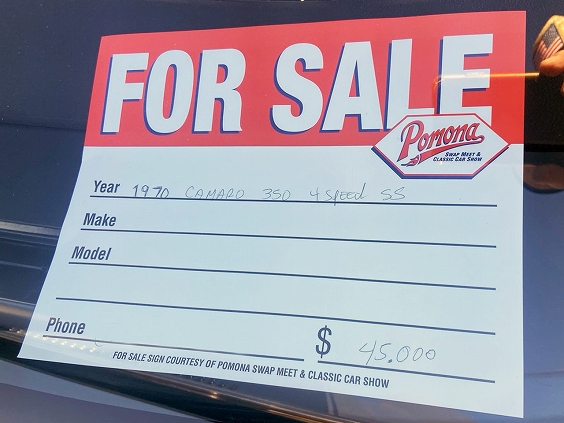 FOR SALE
Pomona
SWAP MEET &
CLASSIC CAR SHOW
Year 1970 CAMARO 350 4 Speed SS
Make
Model
Phone
$ 45.000
FOR SALE SIGN COURTESY OF POMONA SWAP MEET & CLASSIC CAR SHOW